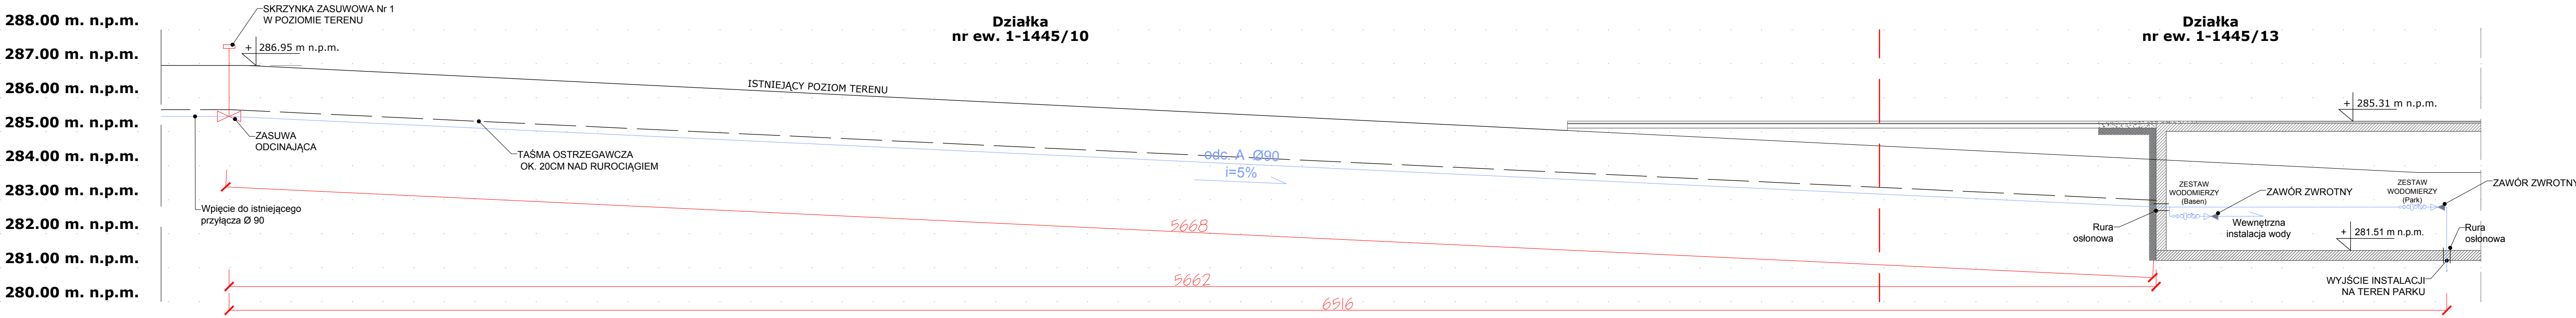 288.00 m. n.p.m.
287.00 m. n.p.m.
286.00 m. n.p.m.
285.00 m. n.p.m.
284.00 m. n.p.m.
283.00 m. n.p.m.
282.00 m. n.p.m.
281.00 m. n.p.m.
280.00 m. n.p.m.
SKRZYNKA ZASUWOWA Nr 1
W POZIOMIE TERENU
+ 286.95 m n.p.m.
ZASUWA
ODCINAJĄCA
Wpięcie do istniejącego
przyłącza Ø 90
TAŚMA OSTRZEGAWCZA
OK. 20CM NAD RUROCIĄGIEM
ISTNIEJĄCY POZIOM TERENU
Działka
nr ew. 1-1445/10
odc. A Ø90
i=5%
5668
5662
6516
Działka
nr ew. 1-1445/13
+ 285.31 m n.p.m.
ZESTAW
WODOMIERZY
(Basen)
ZAWÓR ZWROTNY
ZESTAW
WODOMIERZY
(Park)
ZAWÓR ZWROTNY
Rura
osłonowa
Wewnętrzna
instalacja wody
+ 281.51 m n.p.m.
Rura
osłonowa
WYJŚCIE INSTALACJI
NA TEREN PARKU